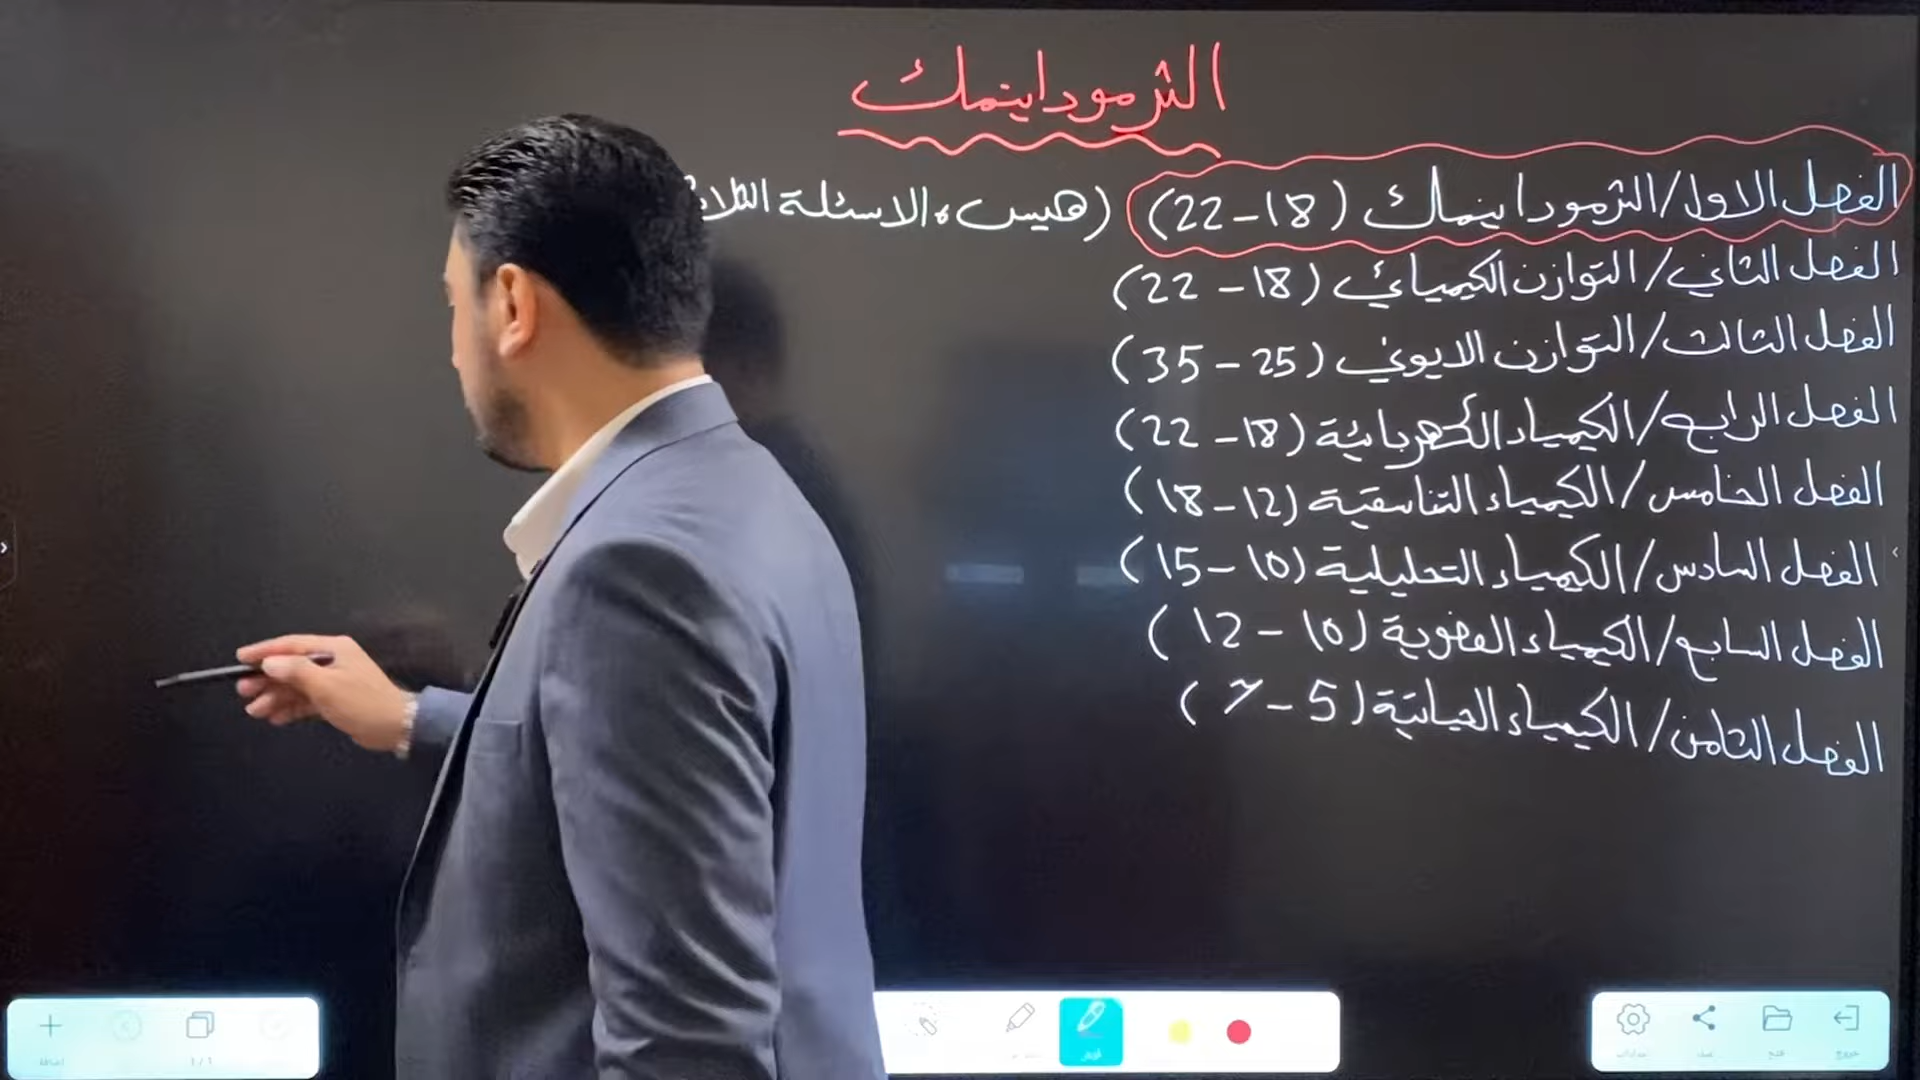 الثرموداينمك
الفصل الاول/الثرموداينمك (18-22) (هيس، الاسئلة
الفصل الثاني/التوازن الكيميائي (18-22)
الفصل الثالث/التوازن الايوني (25-35)
الفصل الرابع/الكيمياء الكهربائية (18-22)
الفصل الخامس/الكيمياء التناسقية (12-18)
الفصل السادس/الكيمياء التحليلية (10-15)
الفصل السابع/الكيمياء العضوية (10-12)
الفصل الثامن/الكيمياء الحياتية (5-7)
1/1